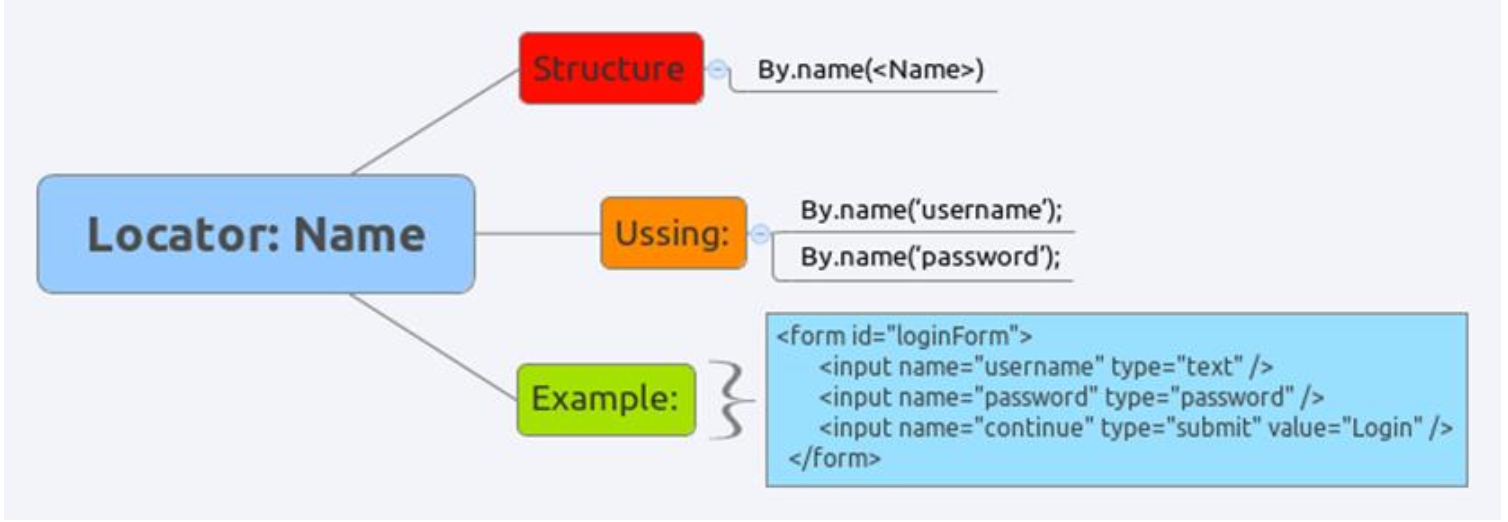 Locator: Name
Structure
By.name(<Name>)
Ussing:
By.name(‘username’);
By.name(‘password’);
Example:
<form id="loginForm">
<input name="username" type="text" />
<input name="password" type="password" />
<input name="continue" type="submit" value="Login" />
</form>